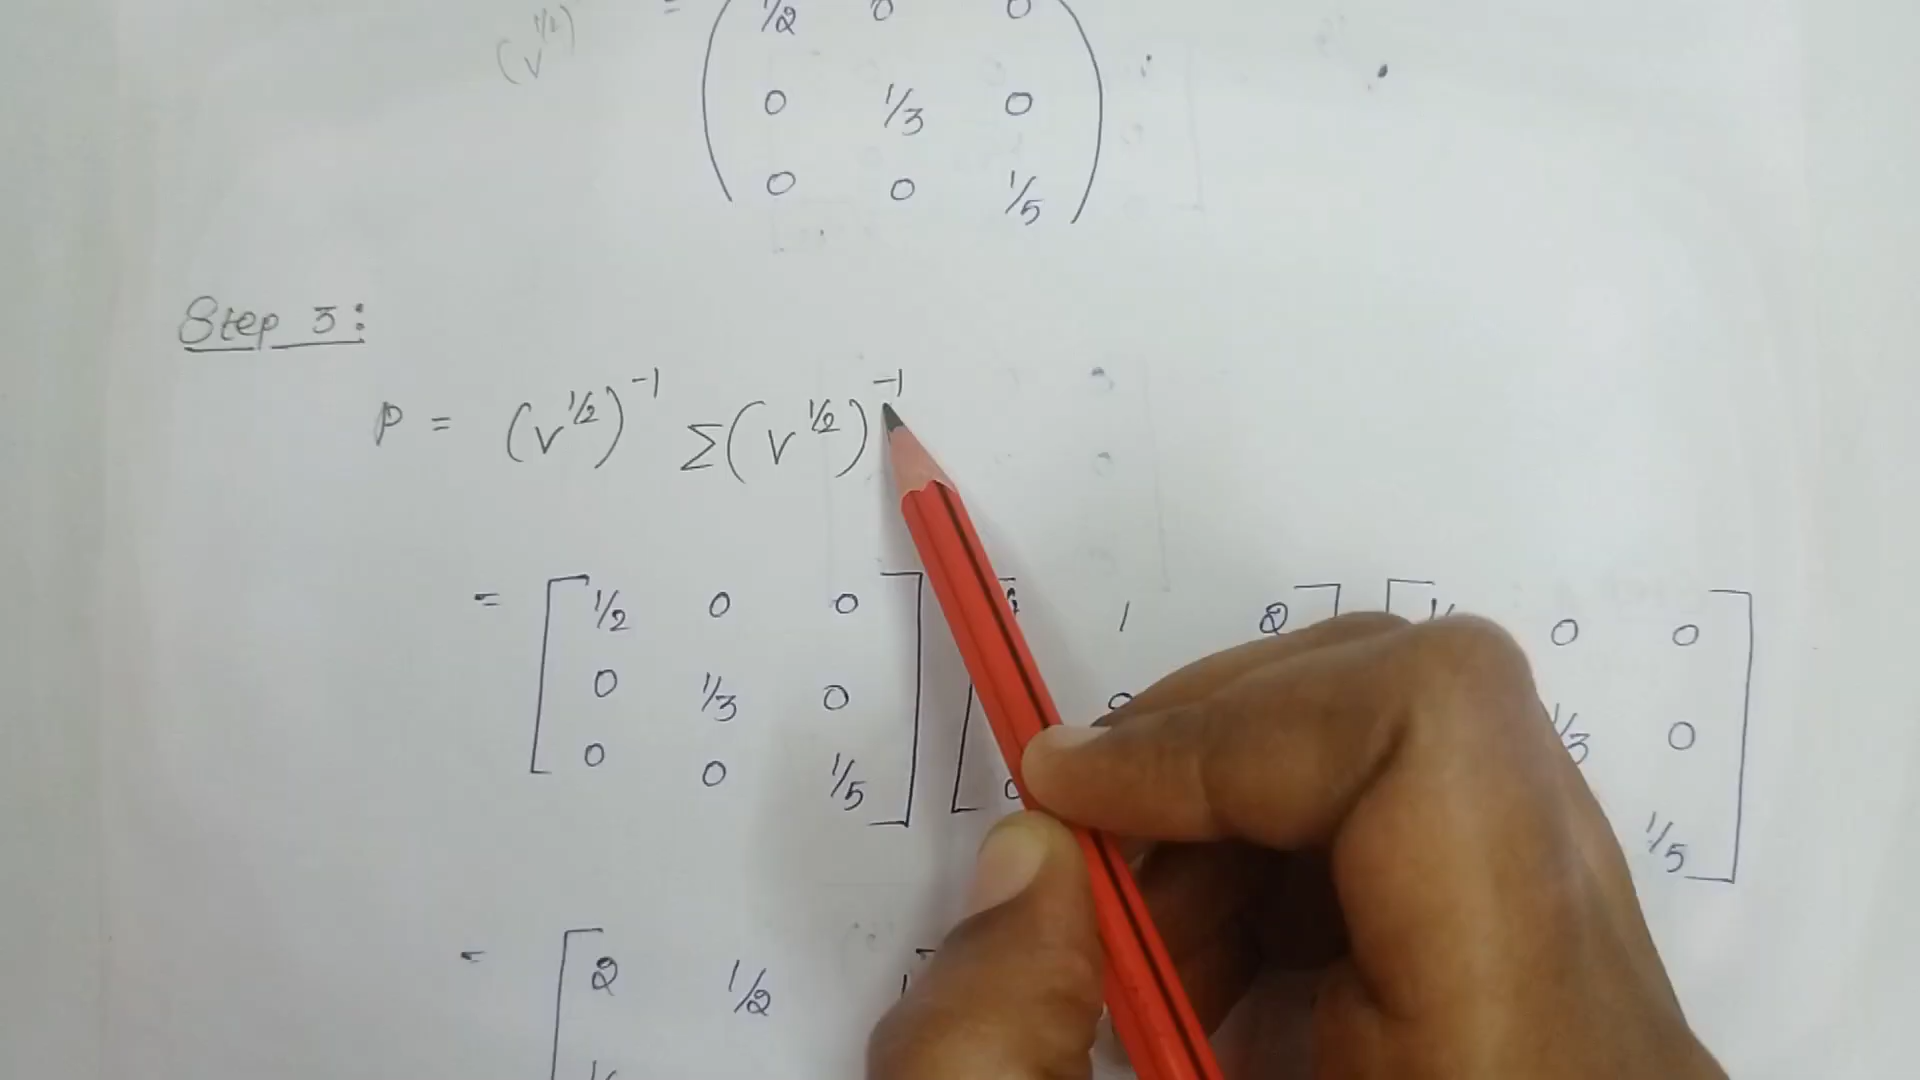 (v^1/2) = 1/2 0 0
0 1/3 0
0 0 1/5
Step 3:
P = (v^1/2)^-1 Σ(v^1/2)^-1
= [1/2 0 0] [1 2] [0 0]
[0 1/3 0] [1/3 0]
[0 0 1/5] [1/5]
= [2 1/2